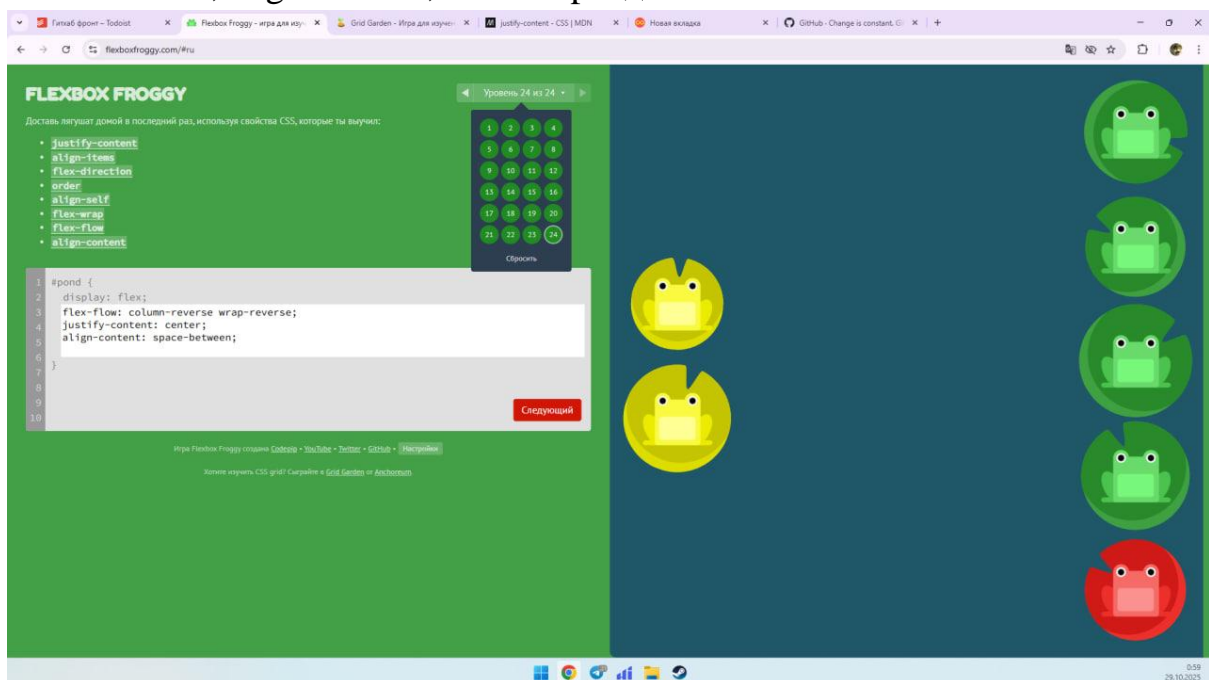 Гитхаб фронт – Todoist
Flexbox Froggy - игра для изуч
Grid Garden - Игра для изучен
justify-content - CSS | MDN
Новая вкладка
GitHub - Change is constant. Gi
flexboxfroggy.com/#ru
FLEXBOX FROGGY
Уровень 24 из 24
Доставь лягушат домой в последний раз, используя свойства CSS, которые ты выучил:
justify-content
align-items
flex-direction
order
align-self
flex-wrap
flex-flow
align-content
1 2 3 4
5 6 7 8
9 10 11 12
13 14 15 16
17 18 19 20
21 22 23 24
Сбросить
1 #pond {
2 display: flex;
3 flex-flow: column-reverse wrap-reverse;
4 justify-content: center;
5 align-content: space-between;
6
7 }
8
9
10
Следующий
Игра Flexbox Froggy создана Codepip • YouTube • Twitter • GitHub • Настройки
Хотите изучить CSS grid? Сыграйте в Grid Garden or Anchoreum.
0:59
29.10.2025